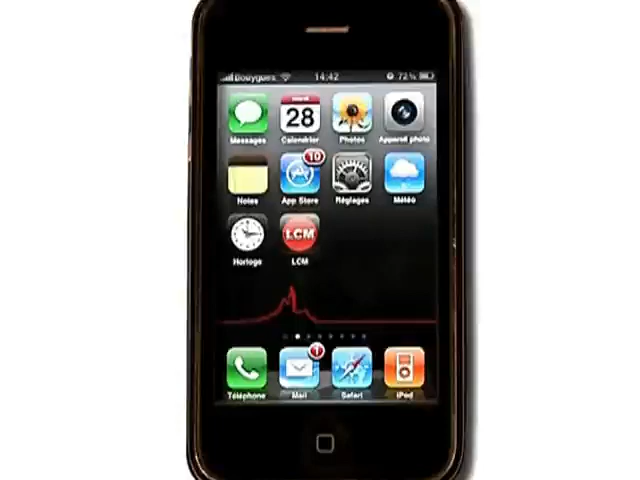 Bouygues 14:42 72%
28
Messages Calendrier Photos Appareil photo
10
Notes App Store Réglages Météo
LCM
Horloge LCM
1
Téléphone Mail Safari iPod